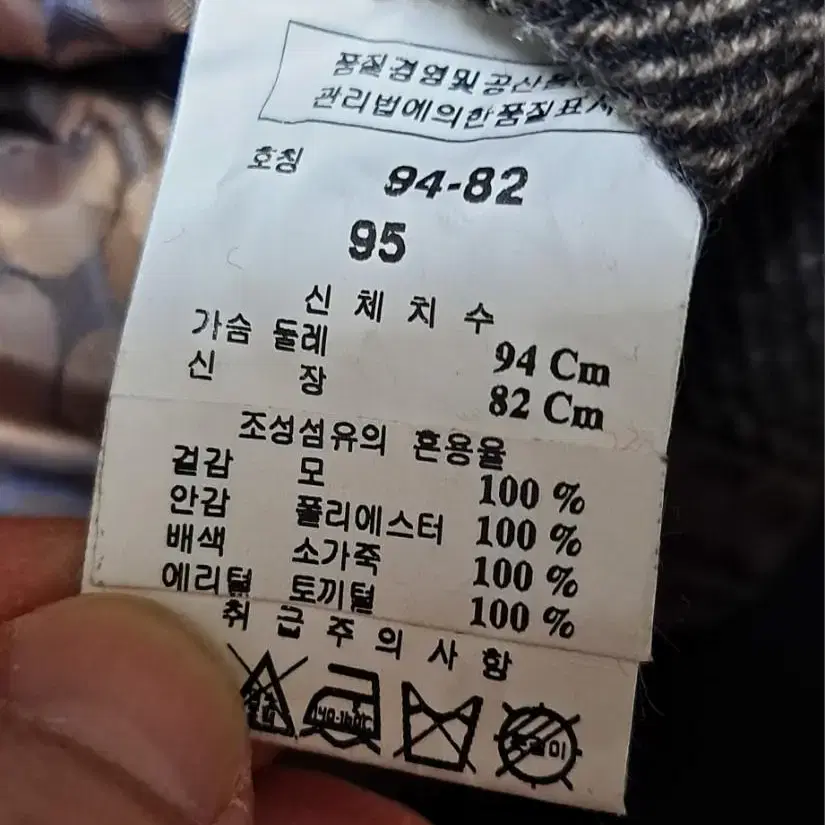 품질경영및공산
관리법에의한품질표시
호칭 94-82
95
신 체 치 수
가슴 둘레 94 Cm
신 장 82 Cm
조성섬유의 혼용율
겉감 모 100 %
안감 폴리에스터 100 %
배색 소가죽 100 %
에리털 토끼털 100 %
취 급 주 의 사 항
140-160℃